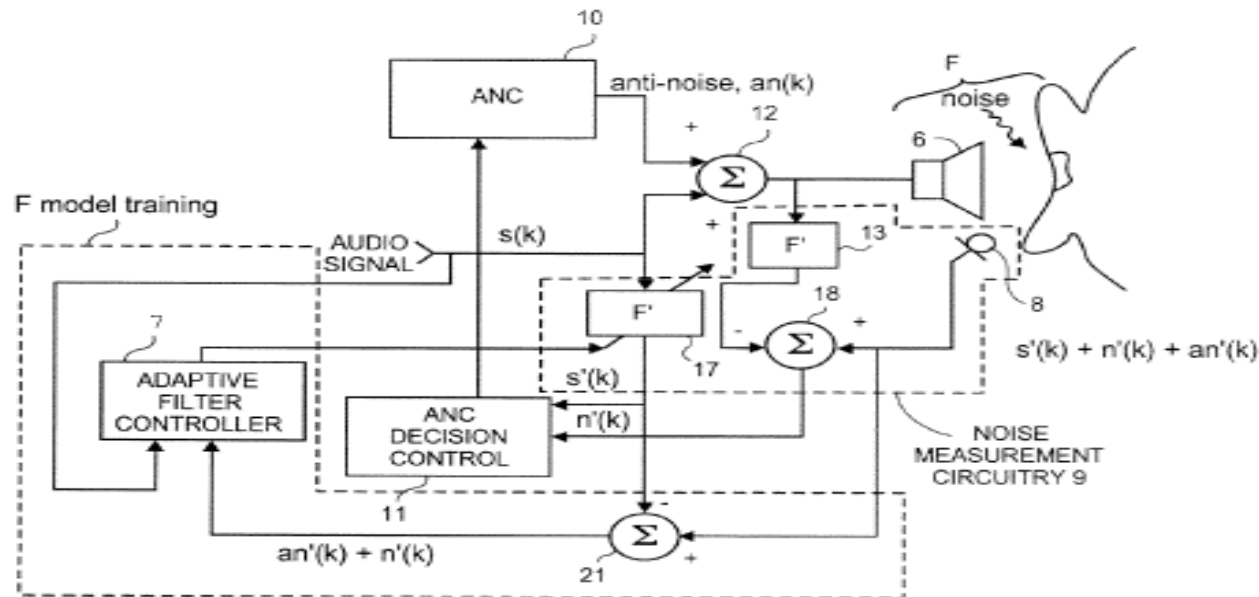 10
ANC
anti-noise, an(k)
F
noise
+
12
Σ
6
F model training
+
AUDIO
SIGNAL
s(k)
F'
13
8
F'
17
18
-
+
Σ
s'(k) + n'(k) + an'(k)
7
ADAPTIVE
FILTER
CONTROLLER
s'(k)
n'(k)
ANC
DECISION
CONTROL
11
NOISE
MEASUREMENT
CIRCUITRY 9
-
Σ
+
21
an'(k) + n'(k)